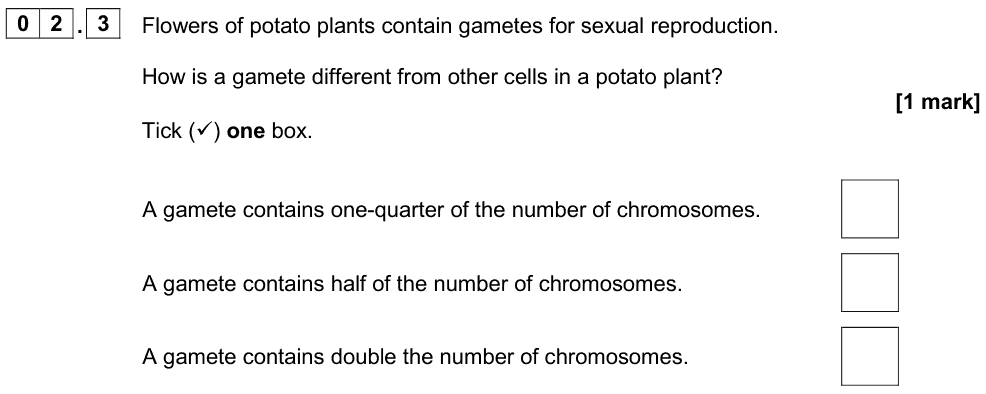 0 2 . 3 Flowers of potato plants contain gametes for sexual reproduction.
How is a gamete different from other cells in a potato plant?
[1 mark]
Tick (✓) one box.
A gamete contains one-quarter of the number of chromosomes.
A gamete contains half of the number of chromosomes.
A gamete contains double the number of chromosomes.